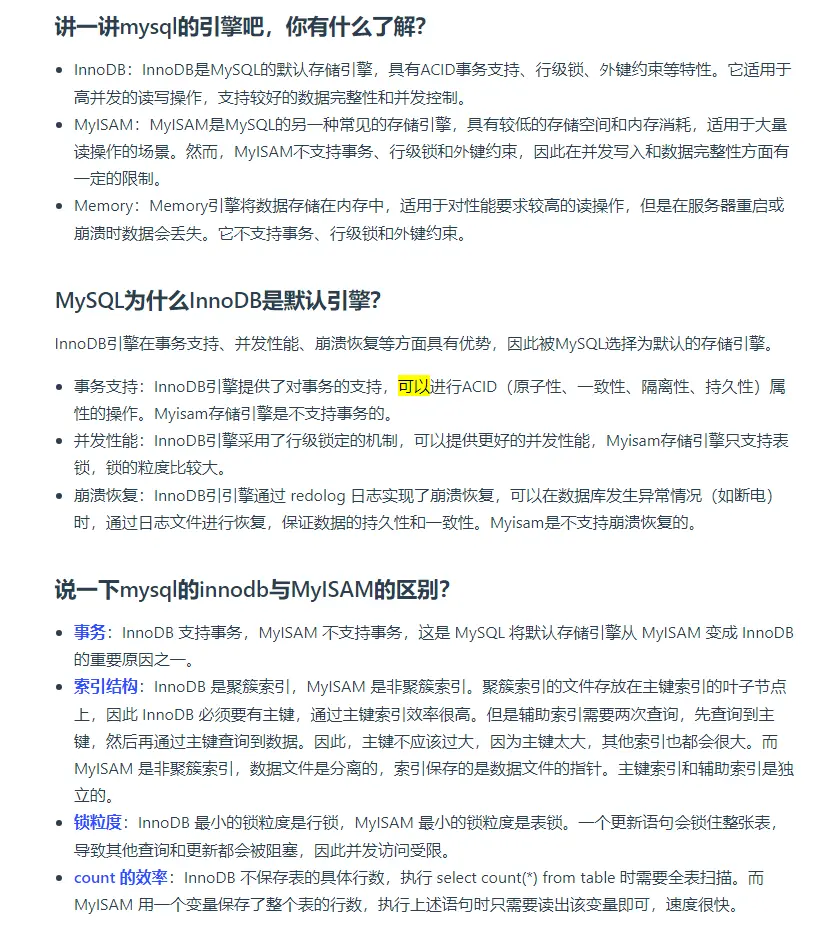 讲一讲mysql的引擎吧，你有什么了解？
InnoDB：InnoDB是MySQL的默认存储引擎，具有ACID事务支持、行级锁、外键约束等特性。它适用于
高并发的读写操作，支持较好的数据完整性和并发控制。
MyISAM：MyISAM是MySQL的另一种常见的存储引擎，具有较低的存储空间和内存消耗，适用于大量
读操作的场景。然而，MyISAM不支持事务、行级锁和外键约束，因此在并发写入和数据完整性方面有
一定的限制。
Memory：Memory引擎将数据存储在内存中，适用于对性能要求较高的读操作，但是在服务器重启或
崩溃时数据会丢失。它不支持事务、行级锁和外键约束。
MySQL为什么InnoDB是默认引擎？
InnoDB引擎在事务支持、并发性能、崩溃恢复等方面具有优势，因此被MySQL选择为默认的存储引擎。
事务支持：InnoDB引擎提供了对事务的支持，可以进行ACID（原子性、一致性、隔离性、持久性）属
性的操作。Myisam存储引擎是不支持事务的。
并发性能：InnoDB引擎采用了行级锁定的机制，可以提供更好的并发性能，Myisam存储引擎只支持表
锁，锁的粒度比较大。
崩溃恢复：InnoDB引引擎通过 redolog 日志实现了崩溃恢复，可以在数据库发生异常情况（如断电）
时，通过日志文件进行恢复，保证数据的持久性和一致性。Myisam是不支持崩溃恢复的。
说一下mysql的innodb与MyISAM的区别？
事务：InnoDB 支持事务，MyISAM 不支持事务，这是 MySQL 将默认存储引擎从 MyISAM 变成 InnoDB
的重要原因之一。
索引结构：InnoDB 是聚簇索引，MyISAM 是非聚簇索引。聚簇索引的文件存放在主键索引的叶子节点
上，因此 InnoDB 必须要有主键，通过主键索引效率很高。但是辅助索引需要两次查询，先查询到主
键，然后再通过主键查询到数据。因此，主键不应该过大，因为主键太大，其他索引也都会很大。而
MyISAM 是非聚簇索引，数据文件是分离的，索引保存的是数据文件的指针。主键索引和辅助索引是独
立的。
锁粒度：InnoDB 最小的锁粒度是行锁，MyISAM 最小的锁粒度是表锁。一个更新语句会锁住整张表，
导致其他查询和更新都会被阻塞，因此并发访问受限。
count 的效率：InnoDB 不保存表的具体行数，执行 select count(*) from table 时需要全表扫描。而
MyISAM 用一个变量保存了整个表的行数，执行上述语句时只需要读出该变量即可，速度很快。